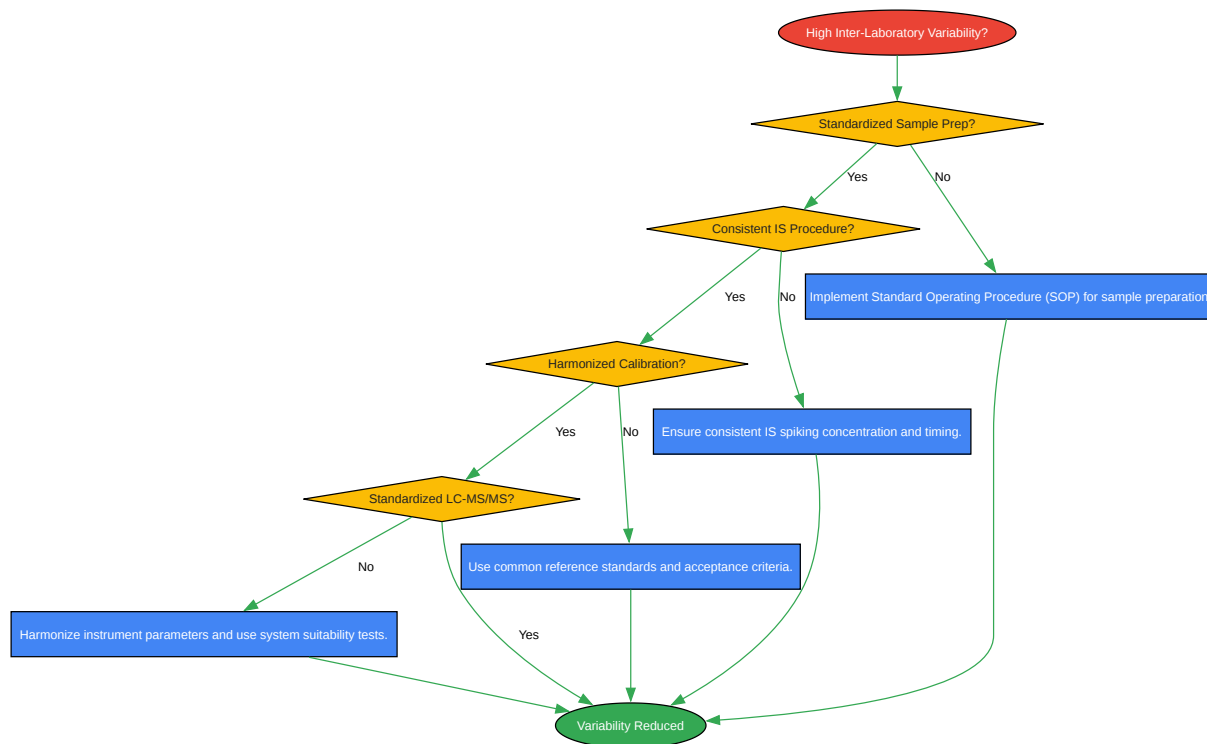 High Inter-Laboratory Variability?
Standardized Sample Prep?
Yes
No
Consistent IS Procedure?
Yes
No
Implement Standard Operating Procedure (SOP) for sample preparation
Harmonized Calibration?
Yes
No
Ensure consistent IS spiking concentration and timing.
Standardized LC-MS/MS?
No
Yes
Use common reference standards and acceptance criteria.
Harmonize instrument parameters and use system suitability tests.
Variability Reduced